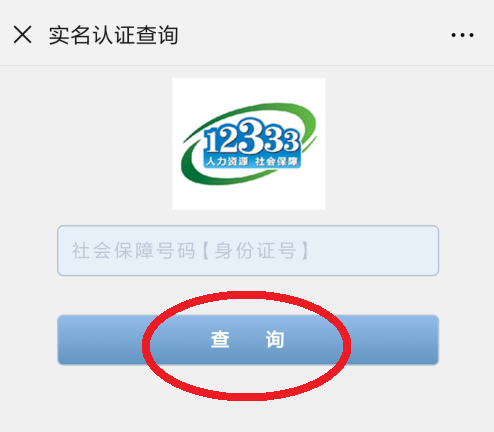 实名认证查询
12333
人力资源 社会保障
社会保障号码【身份证号】
查 询